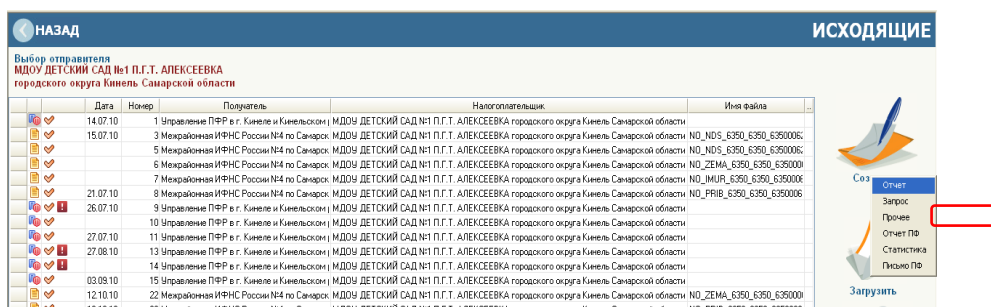 НАЗАД ИСХОДЯЩИЕ
Выбор отправителя
МДОУ ДЕТСКИЙ САД №1 П.Г.Т. АЛЕКСЕЕВКА
городского округа Кинель Самарской области
Дата Номер Получатель Налогоплательщик Имя файла ...
14.07.10 1 Управление ПФР в г. Кинеле и Кинельском р МДОУ ДЕТСКИЙ САД №1 П.Г.Т. АЛЕКСЕЕВКА городского округа Кинель Самарской области
15.07.10 3 Межрайонная ИФНС России №4 по Самарск МДОУ ДЕТСКИЙ САД №1 П.Г.Т. АЛЕКСЕЕВКА городского округа Кинель Самарской области NO_NDS_6350_6350_6350006
5 Межрайонная ИФНС России №4 по Самарск МДОУ ДЕТСКИЙ САД №1 П.Г.Т. АЛЕКСЕЕВКА городского округа Кинель Самарской области NO_NDS_6350_6350_6350006
6 Межрайонная ИФНС России №4 по Самарск МДОУ ДЕТСКИЙ САД №1 П.Г.Т. АЛЕКСЕЕВКА городского округа Кинель Самарской области NO_ZEMA_6350_6350_635000
7 Межрайонная ИФНС России №4 по Самарск МДОУ ДЕТСКИЙ САД №1 П.Г.Т. АЛЕКСЕЕВКА городского округа Кинель Самарской области NO_IMUR_6350_6350_635000
21.07.10 8 Межрайонная ИФНС России №4 по Самарск МДОУ ДЕТСКИЙ САД №1 П.Г.Т. АЛЕКСЕЕВКА городского округа Кинель Самарской области NO_PRIB_6350_6350_6350006
26.07.10 9 Управление ПФР в г. Кинеле и Кинельском р МДОУ ДЕТСКИЙ САД №1 П.Г.Т. АЛЕКСЕЕВКА городского округа Кинель Самарской области
10 Управление ПФР в г. Кинеле и Кинельском р МДОУ ДЕТСКИЙ САД №1 П.Г.Т. АЛЕКСЕЕВКА городского округа Кинель Самарской области
27.07.10 11 Управление ПФР в г. Кинеле и Кинельском р МДОУ ДЕТСКИЙ САД №1 П.Г.Т. АЛЕКСЕЕВКА городского округа Кинель Самарской области
27.08.10 13 Управление ПФР в г. Кинеле и Кинельском р МДОУ ДЕТСКИЙ САД №1 П.Г.Т. АЛЕКСЕЕВКА городского округа Кинель Самарской области
14 Управление ПФР в г. Кинеле и Кинельском р МДОУ ДЕТСКИЙ САД №1 П.Г.Т. АЛЕКСЕЕВКА городского округа Кинель Самарской области
03.09.10 15 Управление ПФР в г. Кинеле и Кинельском р МДОУ ДЕТСКИЙ САД №1 П.Г.Т. АЛЕКСЕЕВКА городского округа Кинель Самарской области
12.10.10 22 Межрайонная ИФНС России №4 по Самарск МДОУ ДЕТСКИЙ САД №1 П.Г.Т. АЛЕКСЕЕВКА городского округа Кинель Самарской области NO_ZEMA_6350_6350_635000
Соз
Отчет
Запрос
Прочее
Отчет ПФ
Статистика
Письмо ПФ
Загрузить